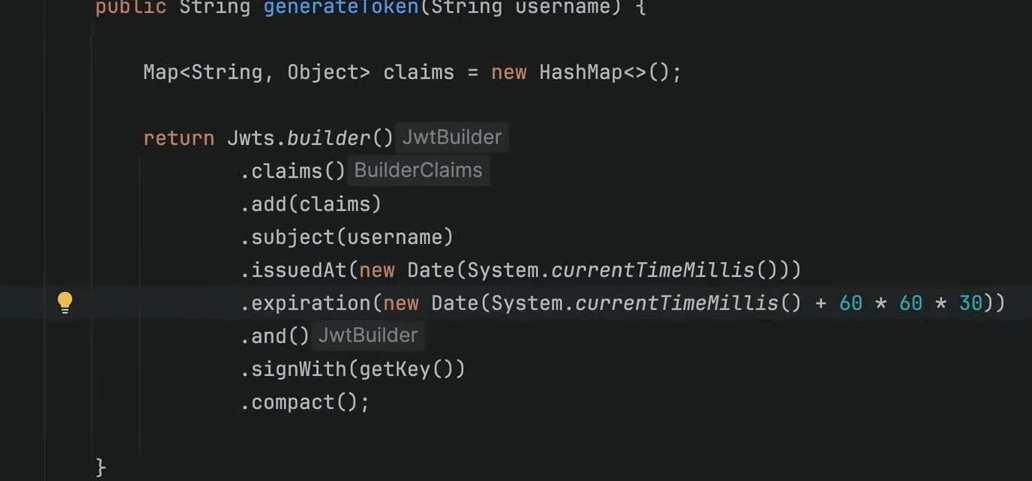 public String generateToken(String username) {
Map<String, Object> claims = new HashMap<>();
return Jwts.builder() JwtBuilder
.claims() BuilderClaims
.add(claims)
.subject(username)
.issuedAt(new Date(System.currentTimeMillis()))
.expiration(new Date(System.currentTimeMillis() + 60 * 60 * 30))
.and() JwtBuilder
.signWith(getKey())
.compact();
}